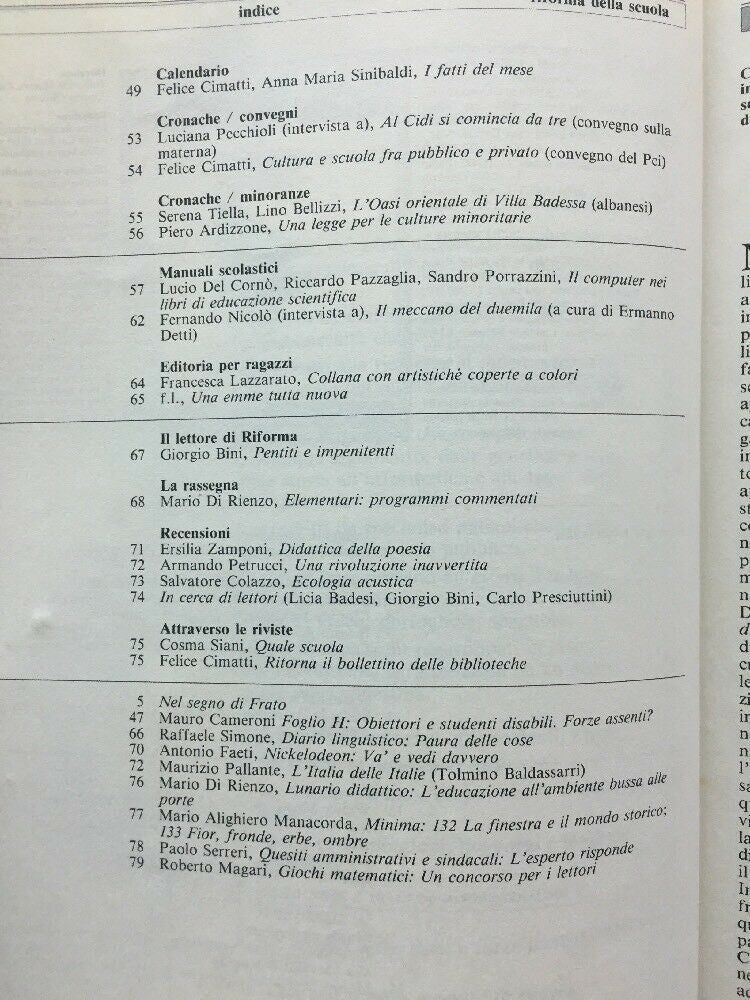 indice
della scuola
Calendario
49 Felice Cimatti, Anna Maria Sinibaldi, I fatti del mese
Cronache / convegni
53 Luciana Pecchioli (intervista a), Al Cidi si comincia da tre (convegno sulla
materna)
54 Felice Cimatti, Cultura e scuola fra pubblico e privato (convegno del Pci)
Cronache / minoranze
55 Serena Tiella, Lino Bellizzi, L'Oasi orientale di Villa Badessa (albanesi)
56 Piero Ardizzone, Una legge per le culture minoritarie
Manuali scolastici
57 Lucio Del Cornò, Riccardo Pazzaglia, Sandro Porrazzini, Il computer nei
libri di educazione scientifica
62 Fernando Nicolò (intervista a), Il meccano del duemila (a cura di Ermanno
Detti)
Editoria per ragazzi
64 Francesca Lazzarato, Collana con artistichè coperte a colori
65 f.l., Una emme tutta nuova
Il lettore di Riforma
67 Giorgio Bini, Pentiti e impenitenti
La rassegna
68 Mario Di Rienzo, Elementari: programmi commentati
Recensioni
71 Ersilia Zamponi, Didattica della poesia
72 Armando Petrucci, Una rivoluzione inavvertita
73 Salvatore Colazzo, Ecologia acustica
74 In cerca di lettori (Licia Badesi, Giorgio Bini, Carlo Presciuttini)
Attraverso le riviste
75 Cosma Siani, Quale scuola
75 Felice Cimatti, Ritorna il bollettino delle biblioteche
5 Nel segno di Frato
47 Mauro Cameroni Foglio H: Obiettori e studenti disabili. Forze assenti?
66 Raffaele Simone, Diario linguistico: Paura delle cose
70 Antonio Faeti, Nickelodeon: Va' e vedi davvero
72 Maurizio Pallante, L'Italia delle Italie (Tolmino Baldassarri)
76 Mario Di Rienzo, Lunario didattico: L'educazione all'ambiente bussa alle
porte
77 Mario Alighiero Manacorda, Minima: 132 La finestra e il mondo storico;
133 Fior, fronde, erbe, ombre
78 Paolo Serreri, Quesiti amministrativi e sindacali: L'esperto risponde
79 Roberto Magari, Giochi matematici: Un concorso per i lettori